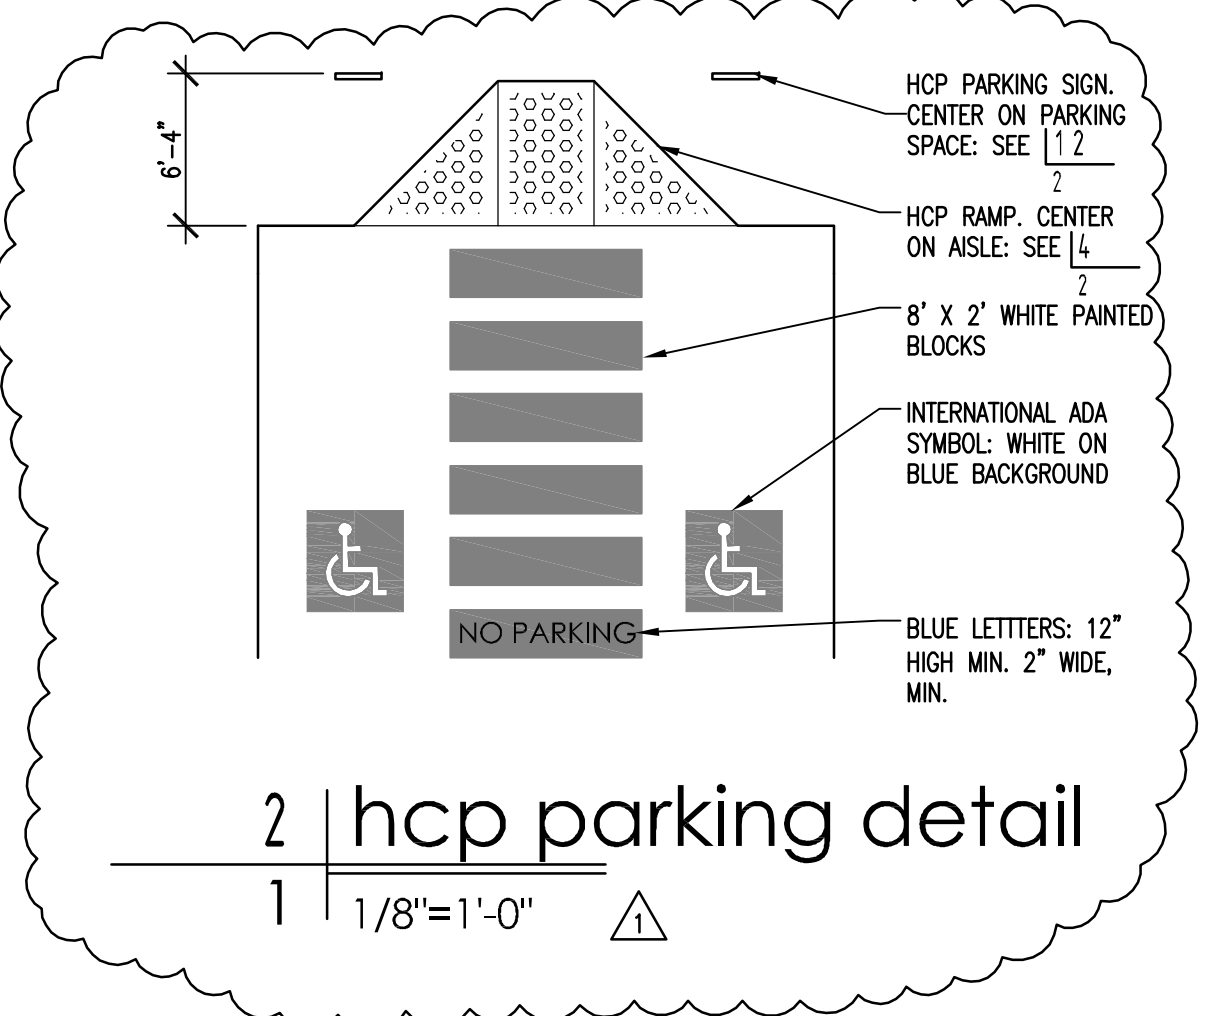 6'-4"
HCP PARKING SIGN.
CENTER ON PARKING
SPACE: SEE 12
2
HCP RAMP. CENTER
ON AISLE: SEE 4
2
8' X 2' WHITE PAINTED
BLOCKS
INTERNATIONAL ADA
SYMBOL: WHITE ON
BLUE BACKGROUND
NO PARKING
BLUE LETTTERS: 12"
HIGH MIN. 2" WIDE,
MIN.
2 hcp parking detail
1 1/8"=1'-0" 1